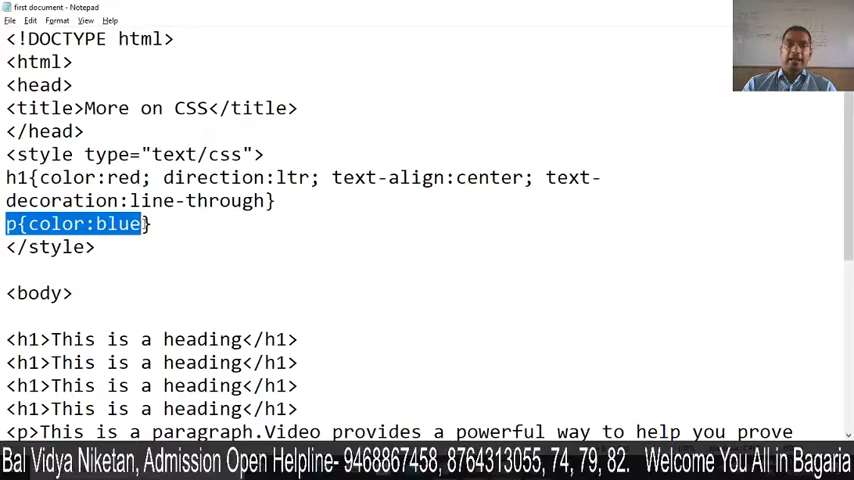 first document - Notepad
File Edit Format View Help
<!DOCTYPE html>
<html>
<head>
<title>More on CSS</title>
</head>
<style type="text/css">
h1{color:red; direction:ltr; text-align:center; text-
decoration:line-through}
p{color:blue}
</style>
<body>
<h1>This is a heading</h1>
<h1>This is a heading</h1>
<h1>This is a heading</h1>
<h1>This is a heading</h1>
<p>This is a paragraph.Video provides a powerful way to help you prove
Bal Vidya Niketan, Admission Open Helpline- 9468867458, 8764313055, 74, 79, 82. Welcome You All in Bagaria